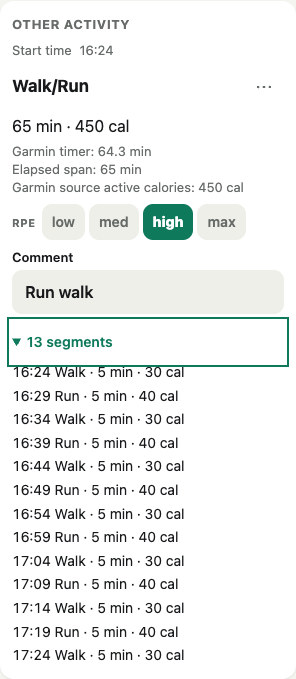 OTHER ACTIVITY
Start time 16:24
Walk/Run
65 min · 450 cal
Garmin timer: 64.3 min
Elapsed span: 65 min
Garmin source active calories: 450 cal
RPE low med high max
Comment
Run walk
▼ 13 segments
16:24 Walk · 5 min · 30 cal
16:29 Run · 5 min · 40 cal
16:34 Walk · 5 min · 30 cal
16:39 Run · 5 min · 40 cal
16:44 Walk · 5 min · 30 cal
16:49 Run · 5 min · 40 cal
16:54 Walk · 5 min · 30 cal
16:59 Run · 5 min · 40 cal
17:04 Walk · 5 min · 30 cal
17:09 Run · 5 min · 40 cal
17:14 Walk · 5 min · 30 cal
17:19 Run · 5 min · 40 cal
17:24 Walk · 5 min · 30 cal